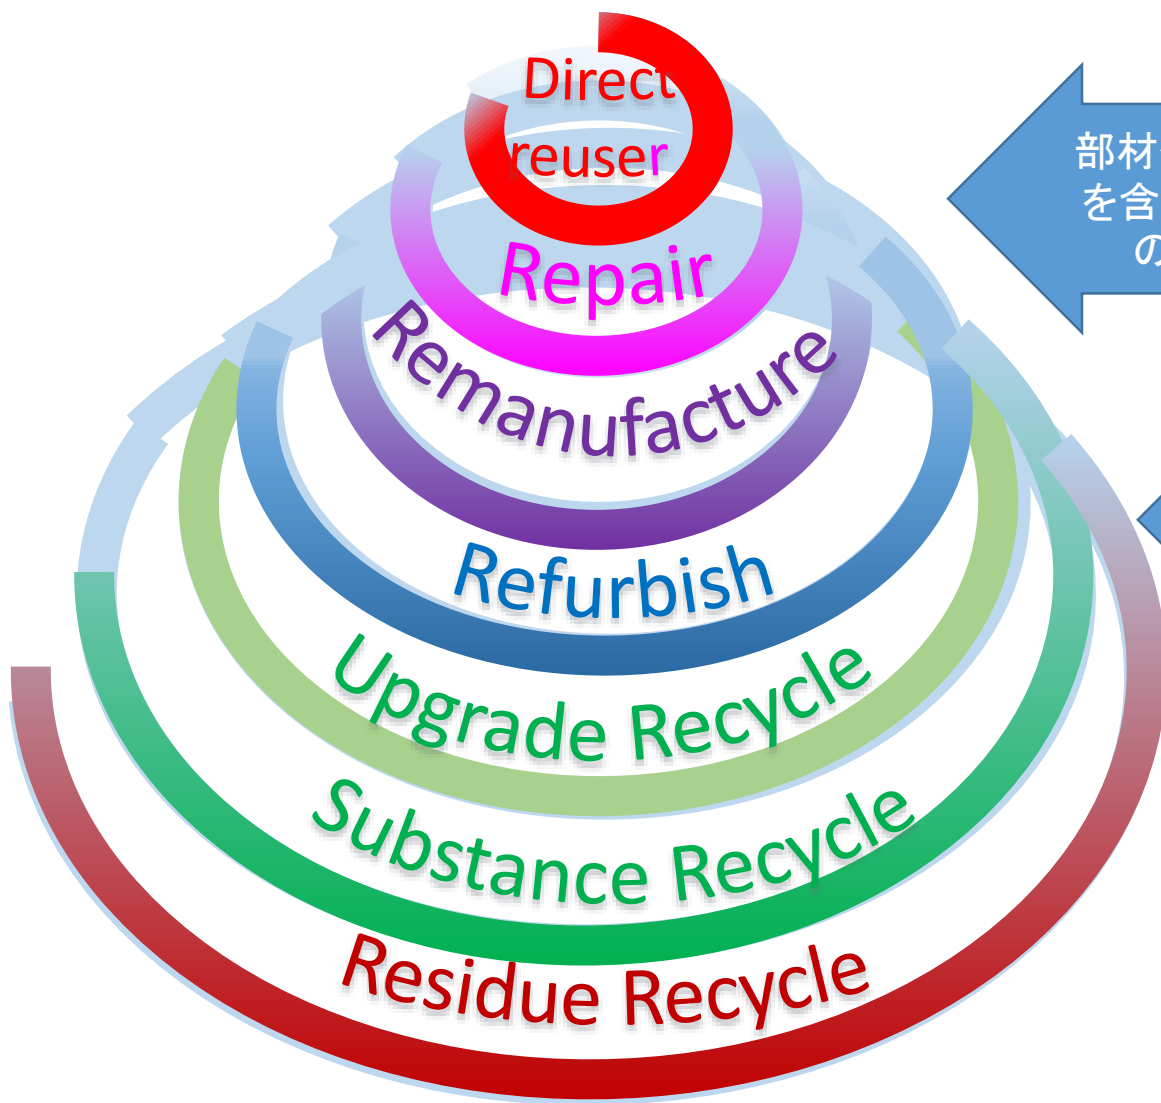 Direct
reuser
Repair
Remanufacture
Refurbish
Upgrade Recycle
Substance Recycle
Residue Recycle
部材
を含
の